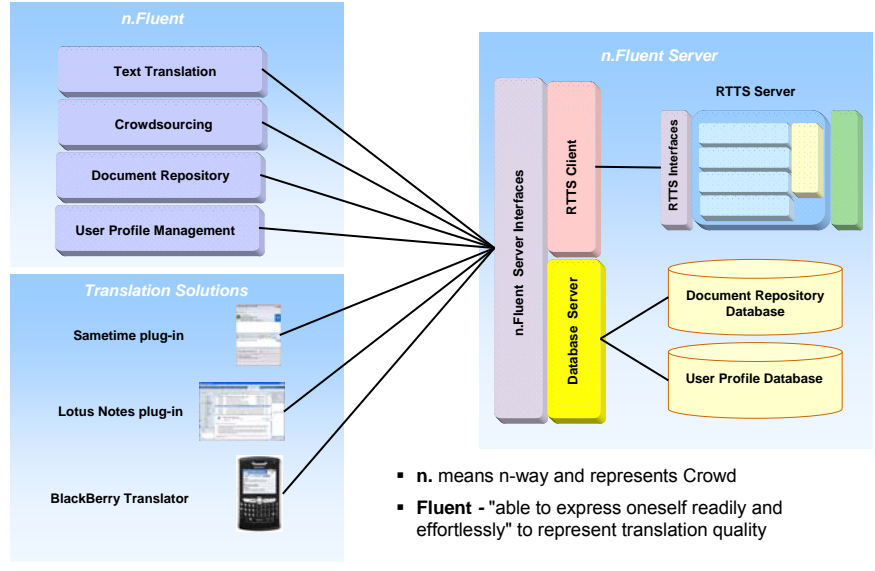 n.Fluent
Text Translation
Crowdsourcing
Document Repository
User Profile Management
Translation Solutions
Sametime plug-in
Lotus Notes plug-in
BlackBerry Translator
n.Fluent Server
n.Fluent Server Interfaces
RTTS Client
Database Server
RTTS Server
RTTS Interfaces
Document Repository
Database
User Profile Database
▪ n. means n-way and represents Crowd
▪ Fluent - "able to express oneself readily and
effortlessly" to represent translation quality